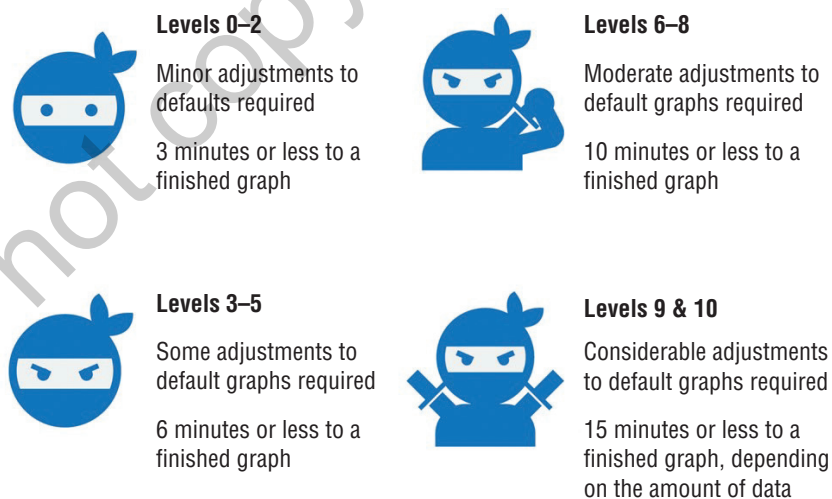 Levels 0–2
Minor adjustments to
defaults required
3 minutes or less to a
finished graph
Levels 6–8
Moderate adjustments to
default graphs required
10 minutes or less to a
finished graph
Levels 3–5
Some adjustments to
default graphs required
6 minutes or less to a
finished graph
Levels 9 & 10
Considerable adjustments
to default graphs required
15 minutes or less to a
finished graph, depending
on the amount of data
not copy